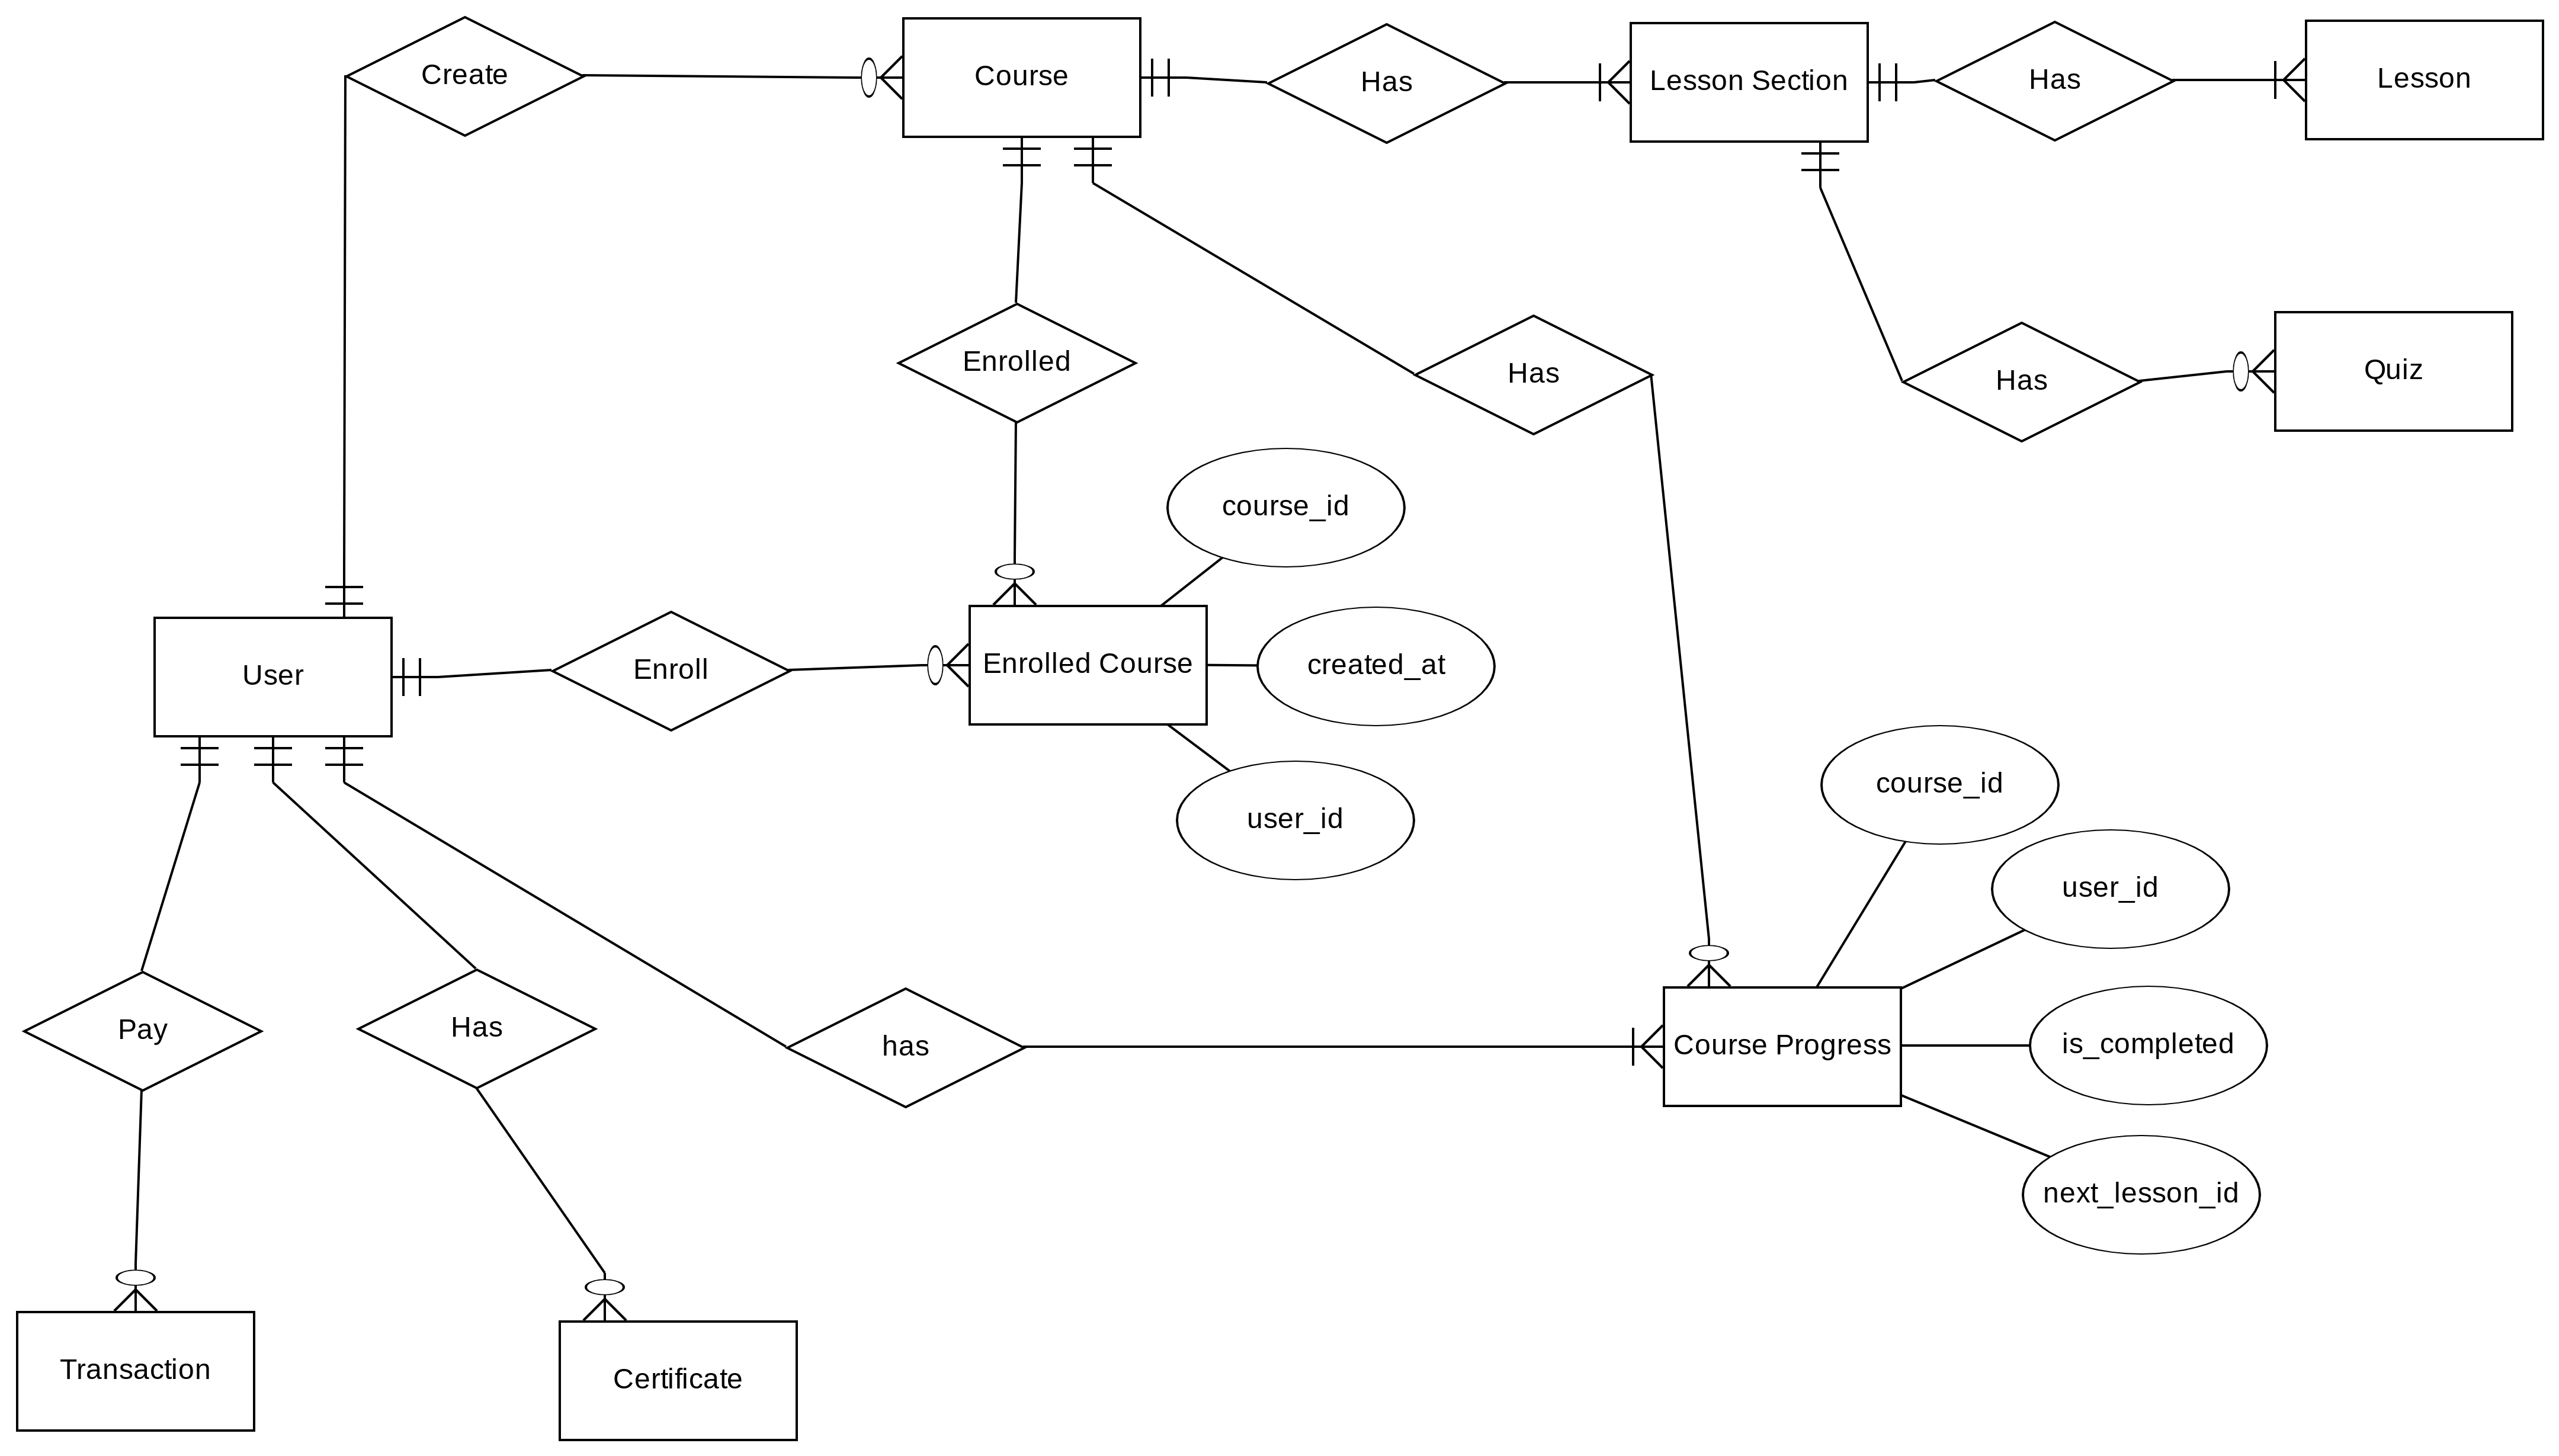 Create
Course
Has
Lesson Section
Has
Lesson
Enrolled
Has
Has
Quiz
course_id
User
Enroll
Enrolled Course
created_at
user_id
course_id
user_id
Pay
Has
has
Course Progress
is_completed
next_lesson_id
Transaction
Certificate